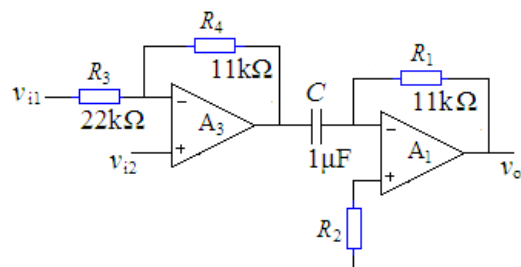 R₄
11kΩ
R₁
11kΩ
R₃
22kΩ
C
1μF
vᵢ₁
vᵢ₂
−
+
A₃
−
+
A₁
vₒ
R₂